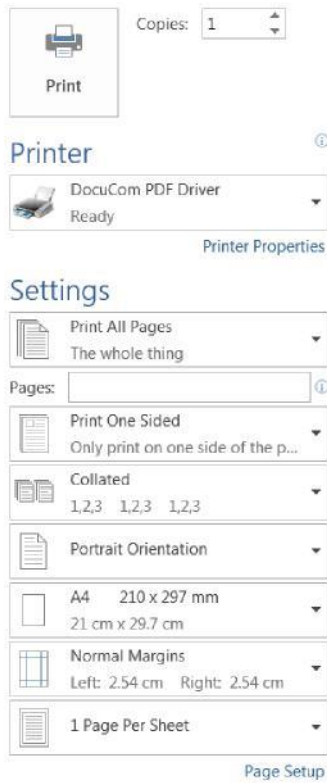 Copies: 1
Print
Printer
DocuCom PDF Driver
Ready
Printer Properties
Settings
Print All Pages
The whole thing
Pages:
Print One Sided
Only print on one side of the p...
Collated
1,2,3 1,2,3 1,2,3
Portrait Orientation
A4 210 x 297 mm
21 cm x 29.7 cm
Normal Margins
Left: 2.54 cm Right: 2.54 cm
1 Page Per Sheet
Page Setup